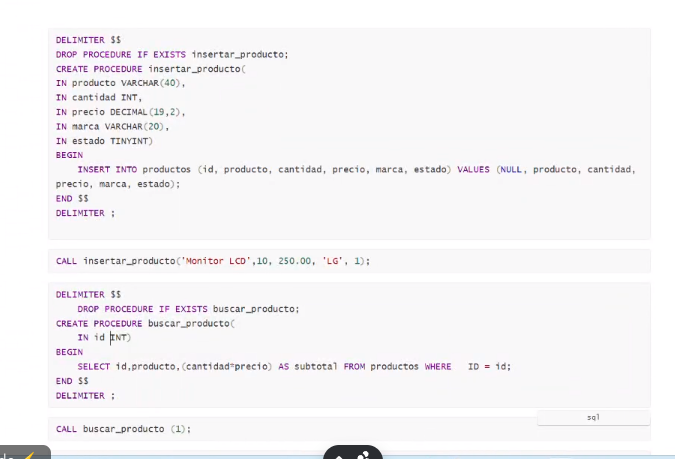 DELIMITER $$
DROP PROCEDURE IF EXISTS insertar_producto;
CREATE PROCEDURE insertar_producto(
IN producto VARCHAR(40),
IN cantidad INT,
IN precio DECIMAL(19,2),
IN marca VARCHAR(20),
IN estado TINYINT)
BEGIN
INSERT INTO productos (id, producto, cantidad, precio, marca, estado) VALUES (NULL, producto, cantidad,
precio, marca, estado);
END $$
DELIMITER ;
CALL insertar_producto('Monitor LCD',10, 250.00, 'LG', 1);
DELIMITER $$
DROP PROCEDURE IF EXISTS buscar_producto;
CREATE PROCEDURE buscar_producto(
IN id INT)
BEGIN
SELECT id,producto,(cantidad*precio) AS subtotal FROM productos WHERE ID = id;
END $$
DELIMITER ;
sql
CALL buscar_producto (1);